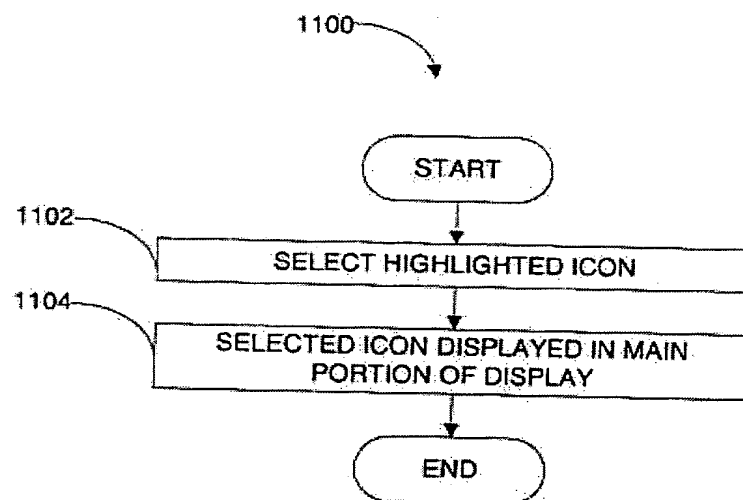 1100
START
1102
SELECT HIGHLIGHTED ICON
1104
SELECTED ICON DISPLAYED IN MAIN
PORTION OF DISPLAY
END